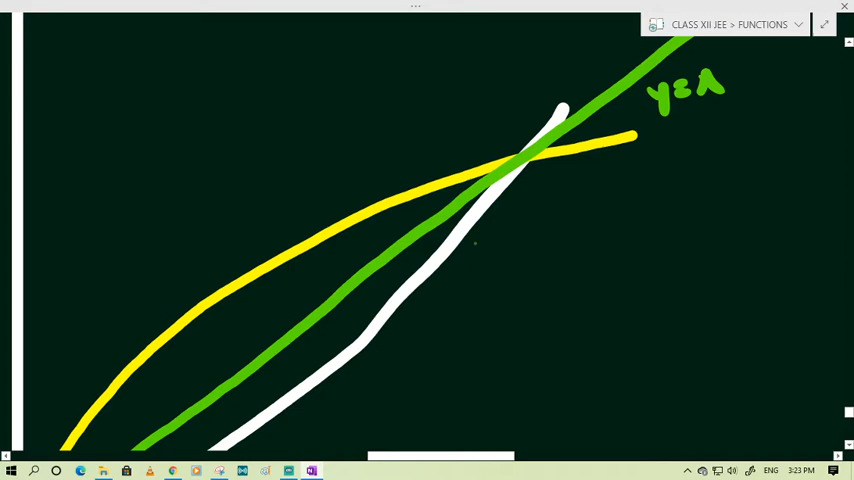 CLASS XII JEE > FUNCTIONS
y=x
ENG
3:23 PM